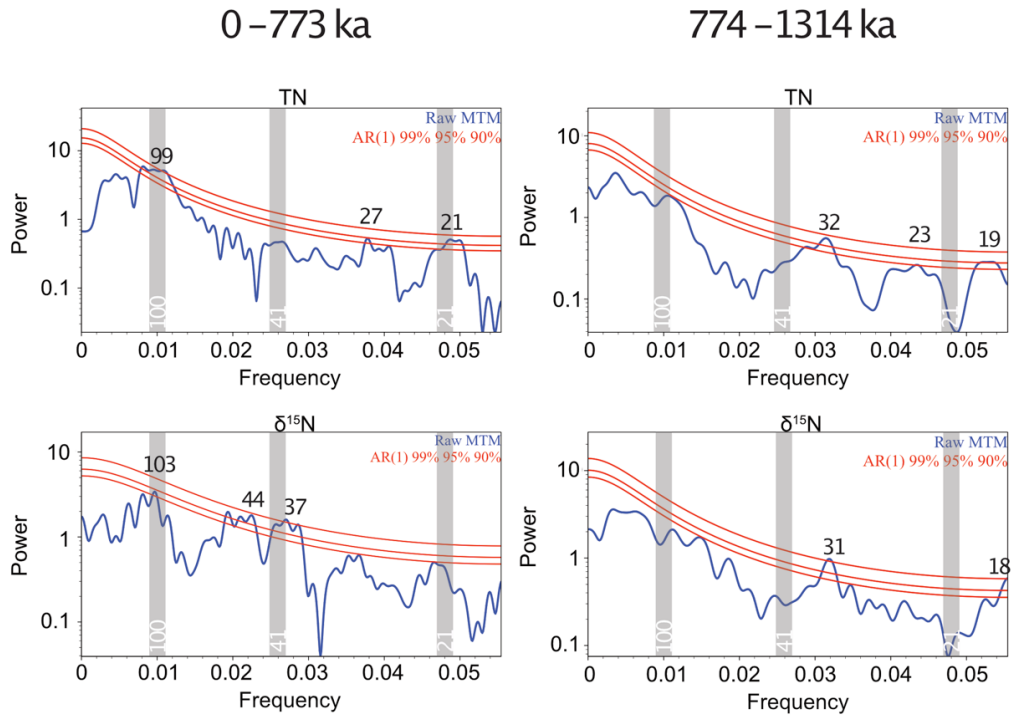 0 – 773 ka
774 – 1314 ka
TN
Raw MTM
AR(1) 99% 95% 90%
10
1
0.1
Power
99
27
21
100
41
21
0 0.01 0.02 0.03 0.04 0.05
Frequency
TN
Raw MTM
AR(1) 99% 95% 90%
10
1
0.1
Power
32
23
19
100
41
21
0 0.01 0.02 0.03 0.04 0.05
Frequency
δ¹⁵N
Raw MTM
AR(1) 99% 95% 90%
10
1
0.1
Power
103
44
37
100
41
21
0 0.01 0.02 0.03 0.04 0.05
Frequency
δ¹⁵N
Raw MTM
AR(1) 99% 95% 90%
10
1
0.1
Power
31
18
100
41
21
0 0.01 0.02 0.03 0.04 0.05
Frequency